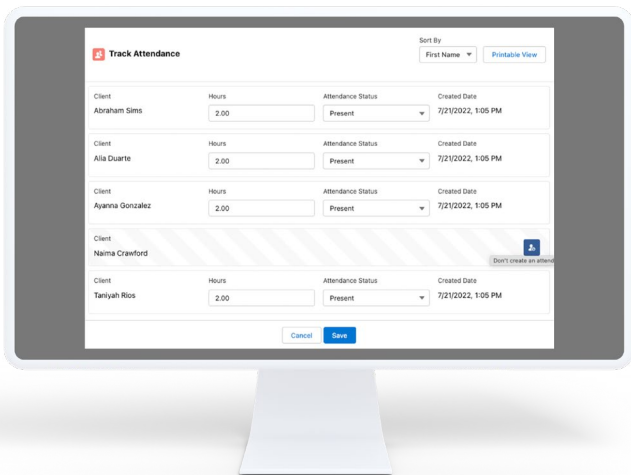 Track Attendance
Sort By
First Name
Printable View
Client Hours Attendance Status Created Date
Abraham Sims 2.00 Present 7/21/2022, 1:05 PM
Client Hours Attendance Status Created Date
Alia Duarte 2.00 Present 7/21/2022, 1:05 PM
Client Hours Attendance Status Created Date
Ayanna Gonzalez 2.00 Present 7/21/2022, 1:05 PM
Client
Naima Crawford
Don't create an attend
Client Hours Attendance Status Created Date
Taniyah Rios 2.00 Present 7/21/2022, 1:05 PM
Cancel Save